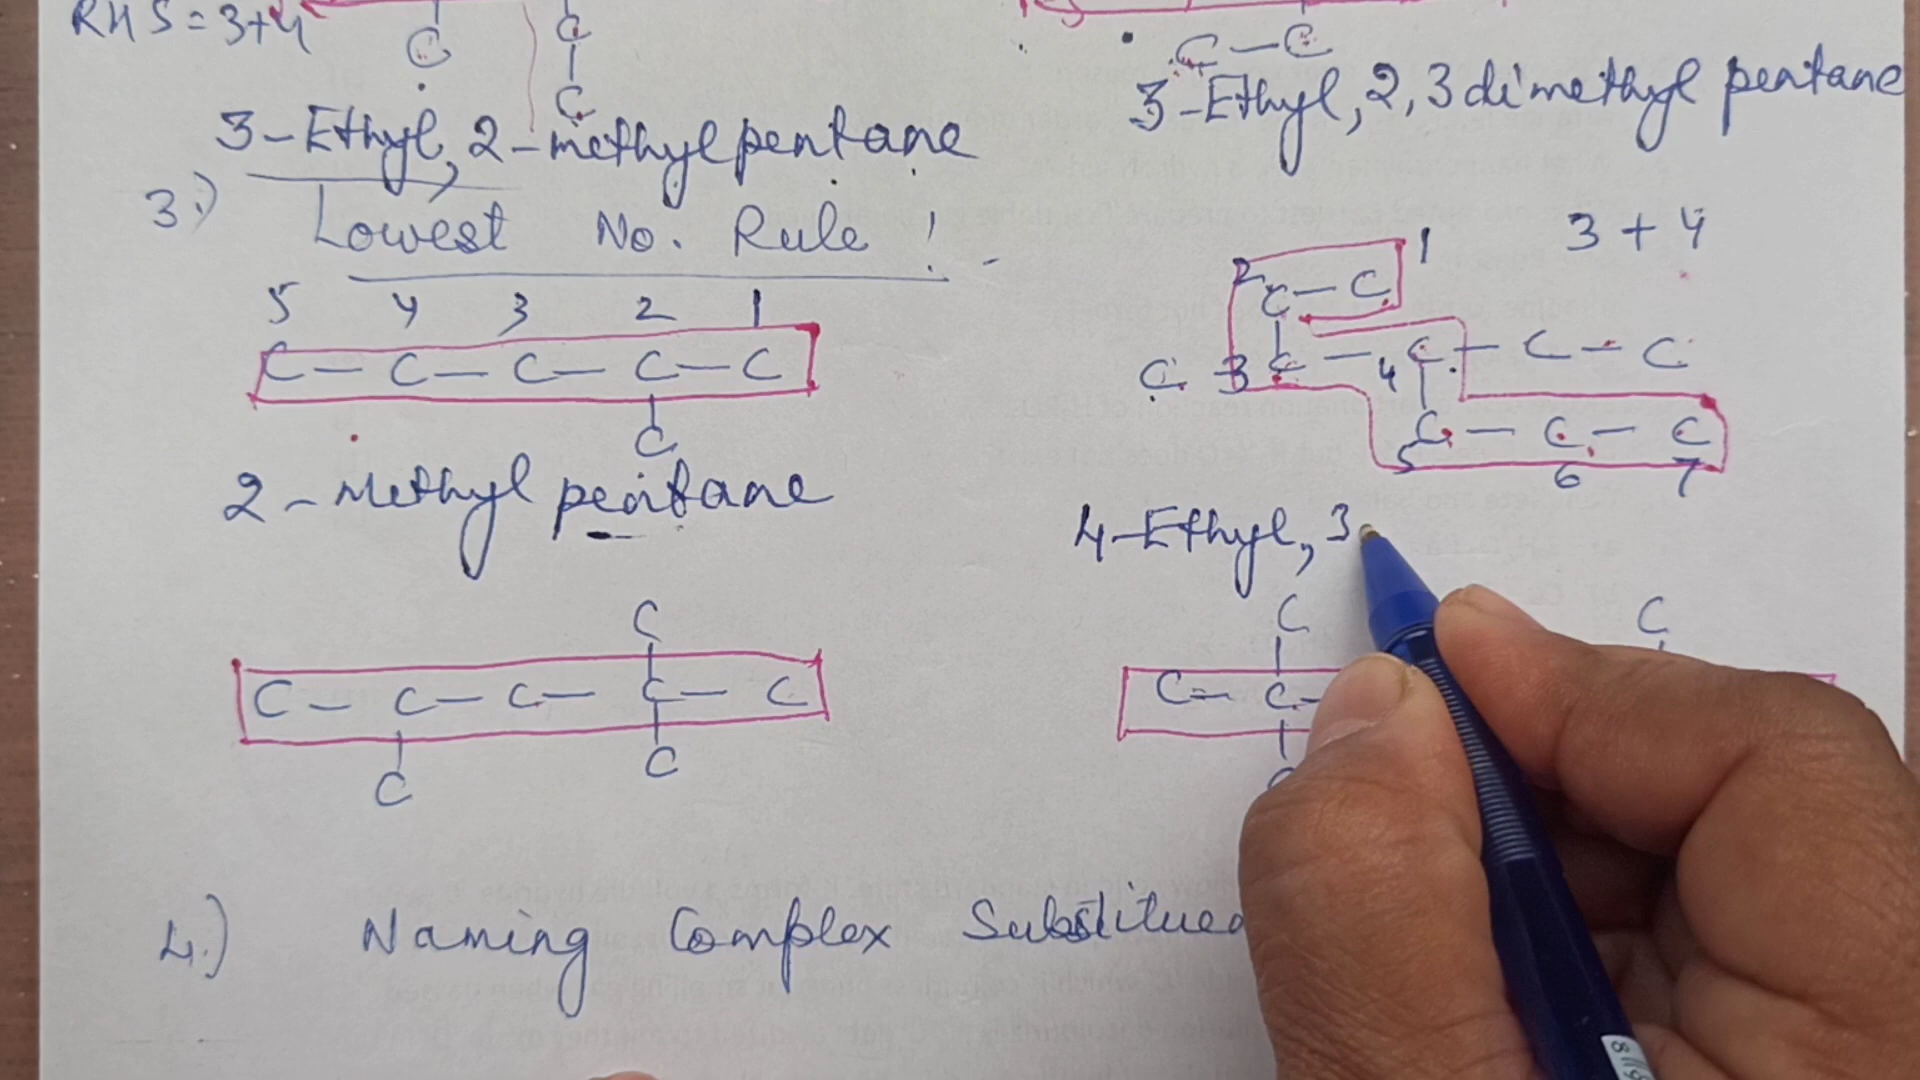 RHS = 3+4
C C
C
C - C
3-Ethyl, 2, 3 dimethyl pentane
3-Ethyl, 2-methyl pentane
3.) Lowest No. Rule !-
3 + 4
2 C - C 1
5 4 3 2 1
C - C - C - C - C
C - 3 C - 4 C - C - C
C
C - C - C
5 6 7
2-Methyl pentane
4-Ethyl, 3
C
C - C - C - C - C
C C
C C
C - C -
C
4.) Naming Complex Substitued